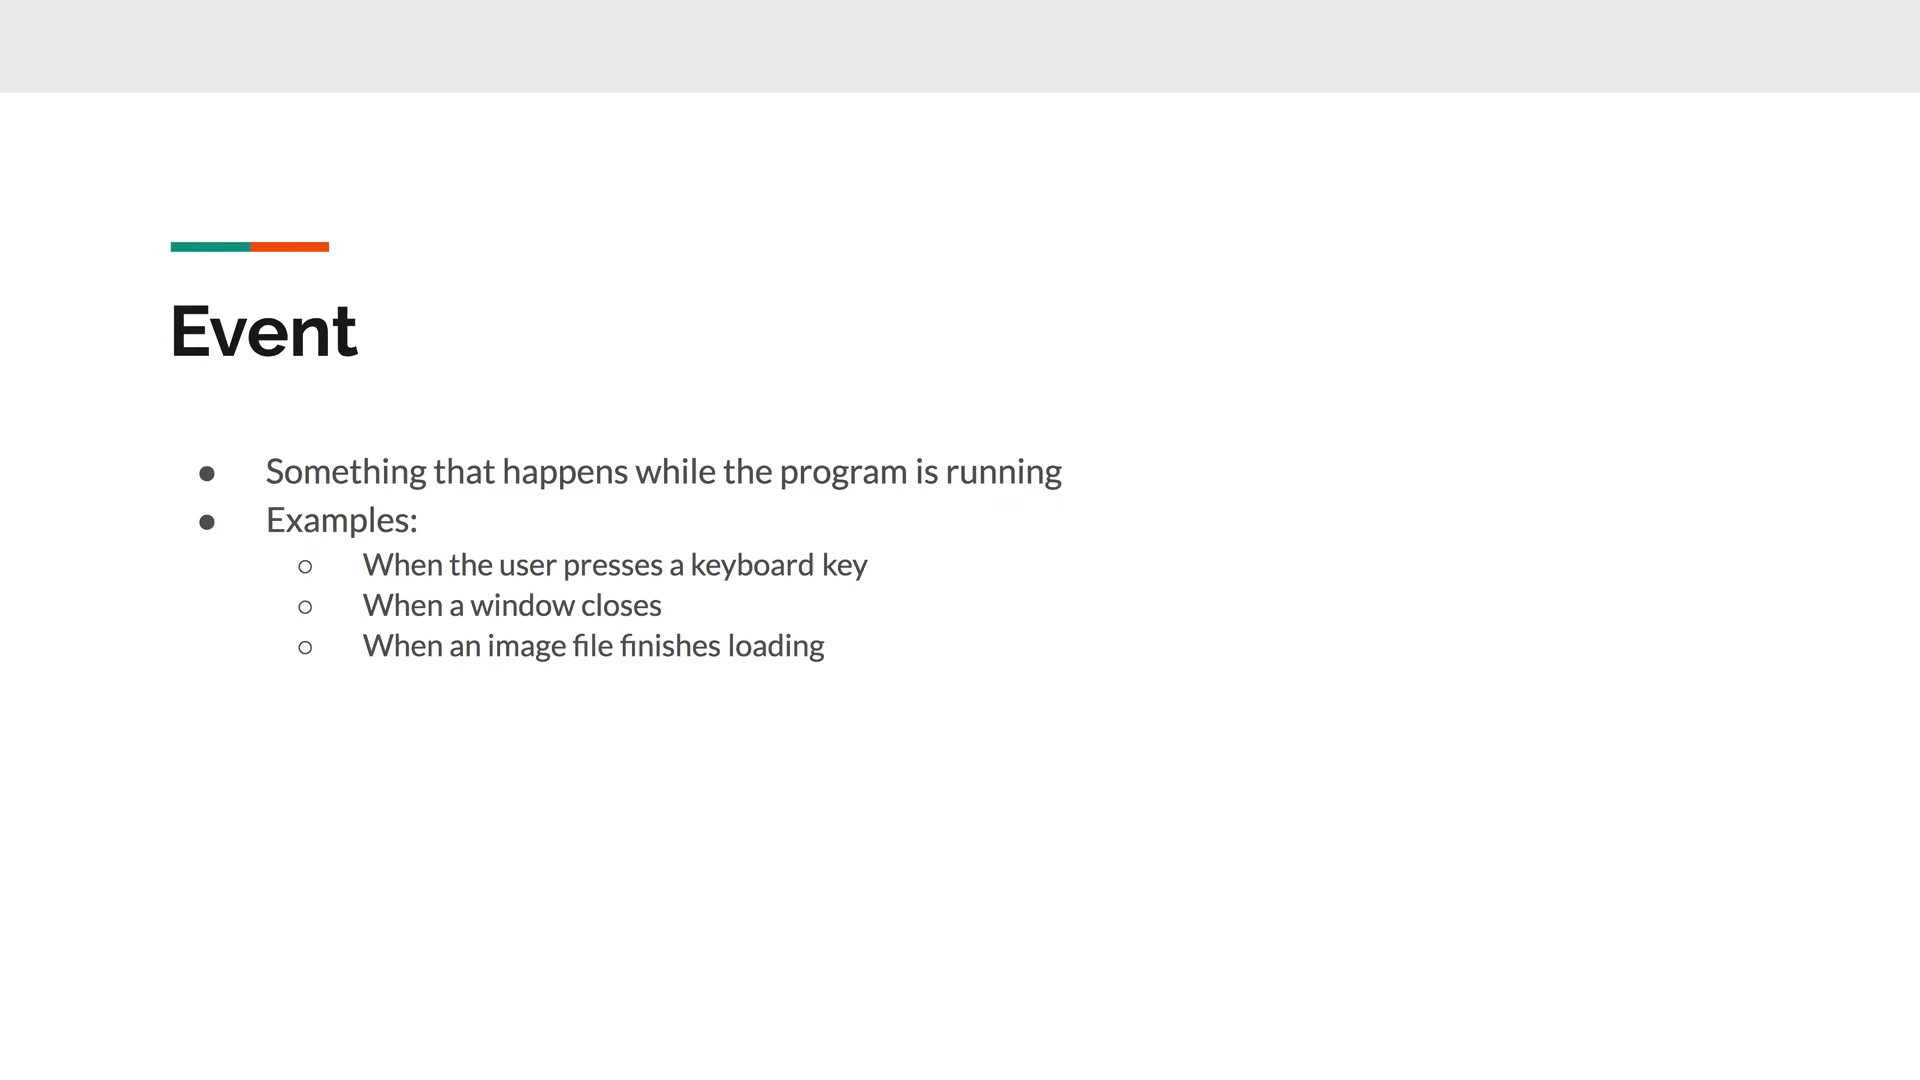 Event
● Something that happens while the program is running
● Examples:
○ When the user presses a keyboard key
○ When a window closes
○ When an image file finishes loading